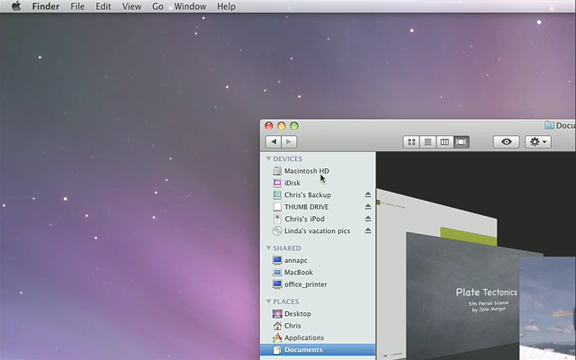 Finder File Edit View Go Window Help
Docu
DEVICES
Macintosh HD
iDisk
Chris's Backup
THUMB DRIVE
Chris's iPod
Linda's vacation pics
SHARED
annapc
MacBook
office_printer
PLACES
Desktop
Chris
Applications
Documents
Plate Tectonics
5th Period Science
by John Morgan